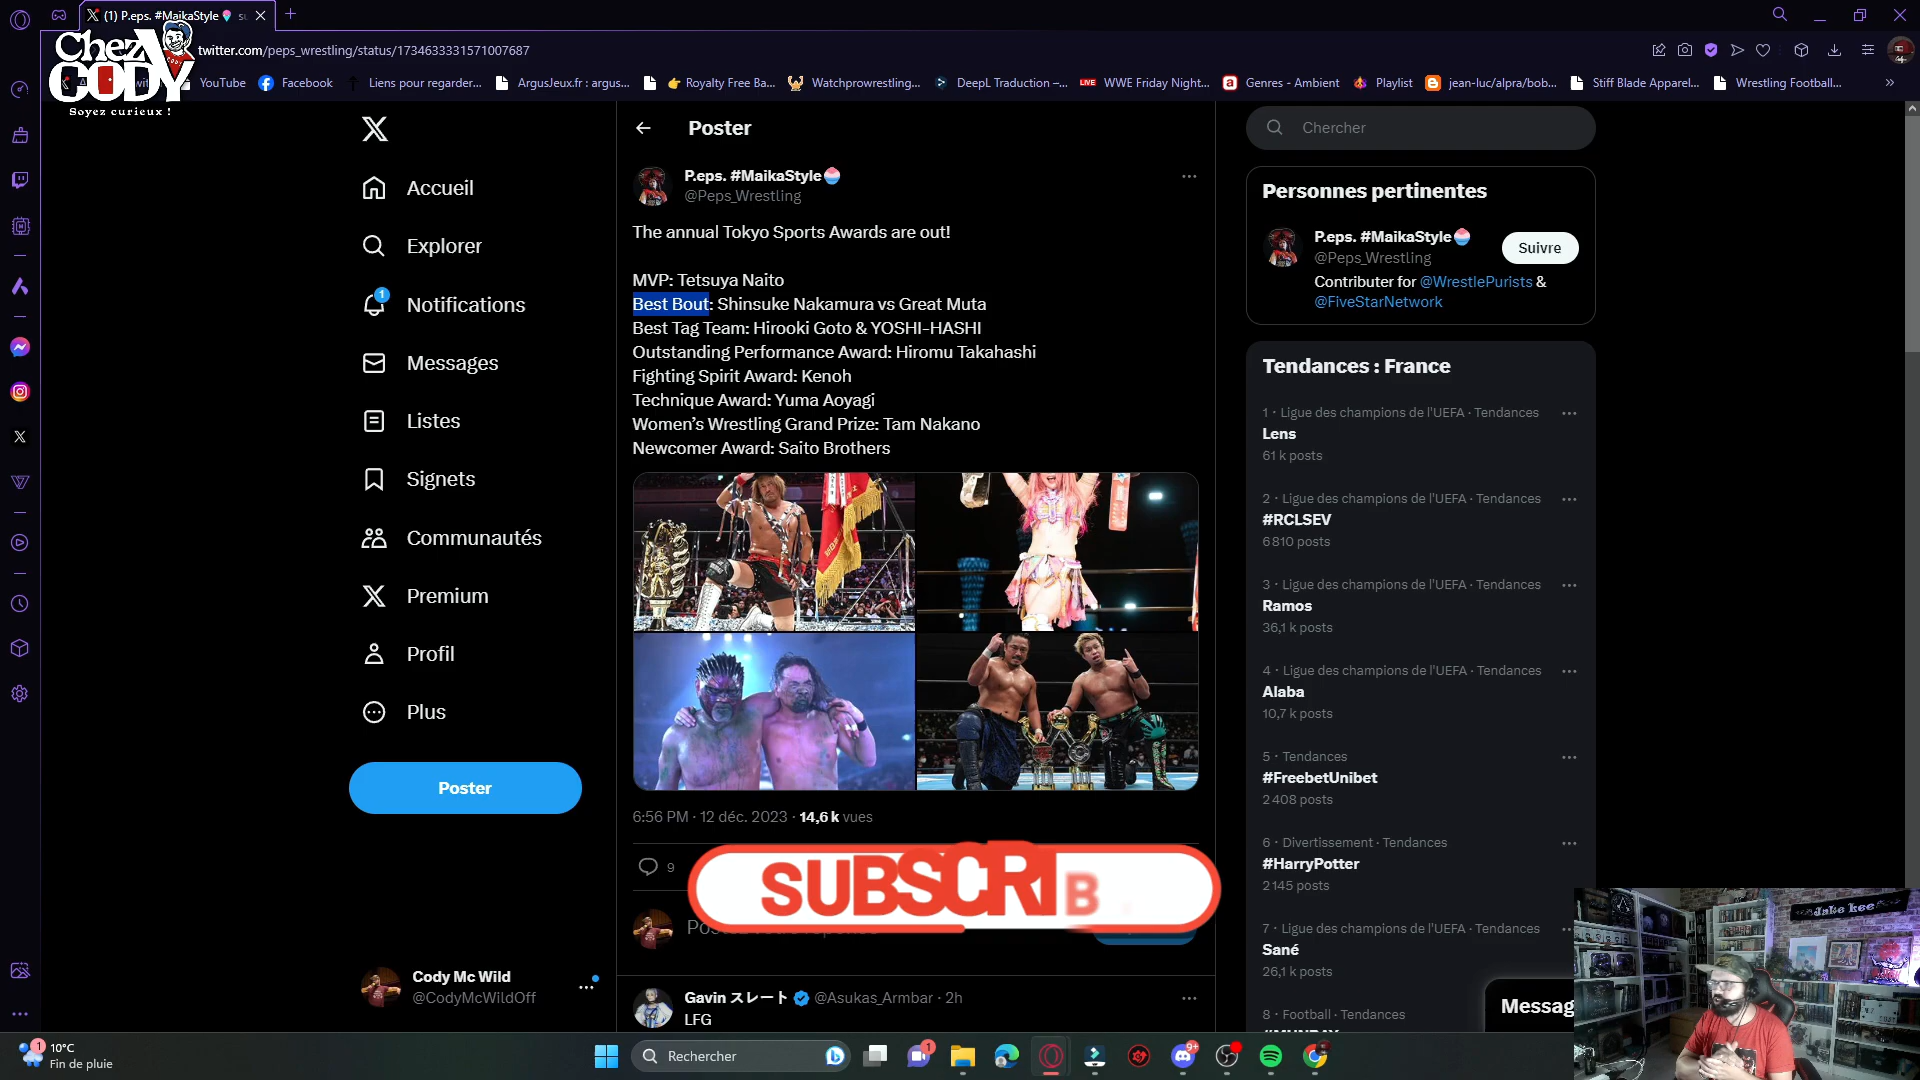 (1) P.eps. #MaikaStyle
Chez
CODY
Soyez curieux !
twitter.com/peps_wrestling/status/1734633331571007687
YouTube
Facebook
Liens pour regarder...
ArgusJeux.fr : argus...
Royalty Free Ba...
Watchprowrestling...
DeepL Traduction –...
WWE Friday Night...
Genres - Ambient
Playlist
jean-luc/alpra/bob...
Stiff Blade Apparel...
Wrestling Football...
Accueil
Explorer
1
Notifications
Messages
Listes
Signets
Communautés
Premium
Profil
Plus
Poster
Cody Mc Wild
@CodyMcWildOff
Poster
P.eps. #MaikaStyle
@Peps_Wrestling
The annual Tokyo Sports Awards are out!
MVP: Tetsuya Naito
Best Bout: Shinsuke Nakamura vs Great Muta
Best Tag Team: Hirooki Goto & YOSHI-HASHI
Outstanding Performance Award: Hiromu Takahashi
Fighting Spirit Award: Kenoh
Technique Award: Yuma Aoyagi
Women’s Wrestling Grand Prize: Tam Nakano
Newcomer Award: Saito Brothers
6:56 PM · 12 déc. 2023 · 14,6 k vues
9
SUBSCRIB
Gavin スレート @Asukas_Armbar · 2h
LFG
Chercher
Personnes pertinentes
P.eps. #MaikaStyle
@Peps_Wrestling
Suivre
Contributer for @WrestlePurists &
@FiveStarNetwork
Tendances : France
1 · Ligue des champions de l'UEFA · Tendances
Lens
61 k posts
2 · Ligue des champions de l'UEFA · Tendances
#RCLSEV
6 810 posts
3 · Ligue des champions de l'UEFA · Tendances
Ramos
36,1 k posts
4 · Ligue des champions de l'UEFA · Tendances
Alaba
10,7 k posts
5 · Tendances
#FreebetUnibet
2 408 posts
6 · Divertissement · Tendances
#HarryPotter
2 145 posts
7 · Ligue des champions de l'UEFA · Tendances
Sané
26,1 k posts
8 · Football · Tendances
Messag
10°C
Fin de pluie
Rechercher
1
9+